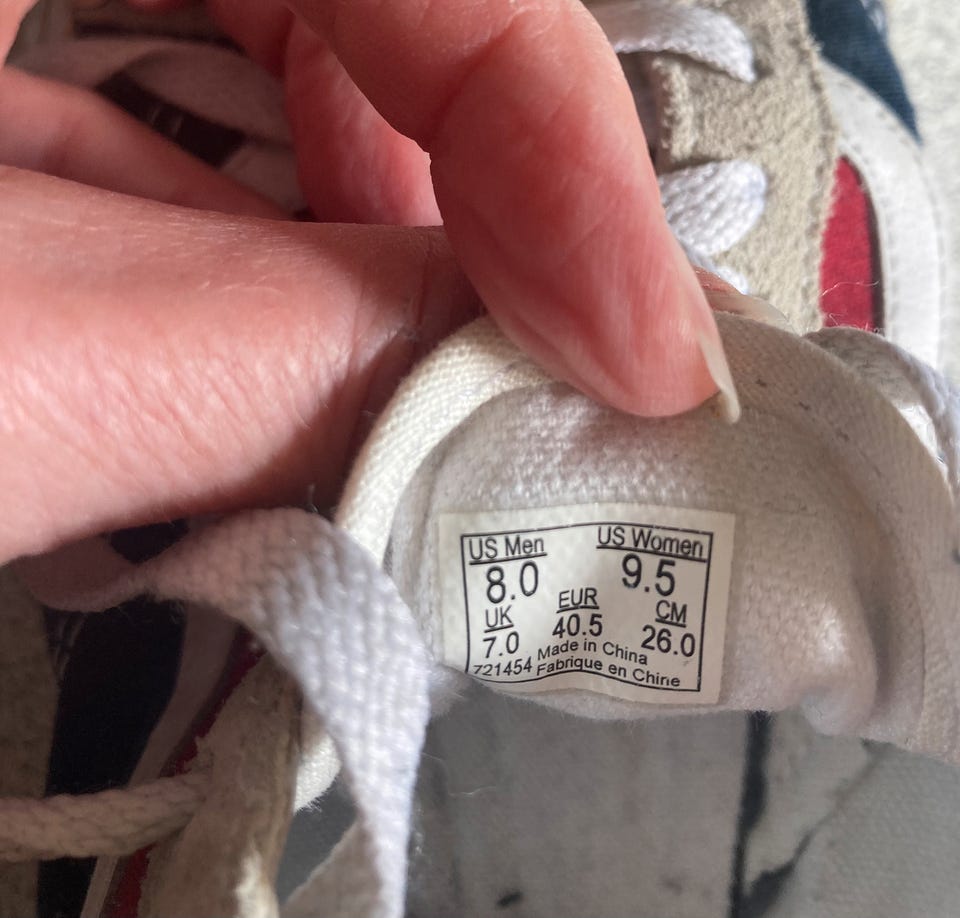 US Men US Women
8.0 9.5
UK EUR CM
7.0 40.5 26.0
Made in China
721454 Fabrique en Chine